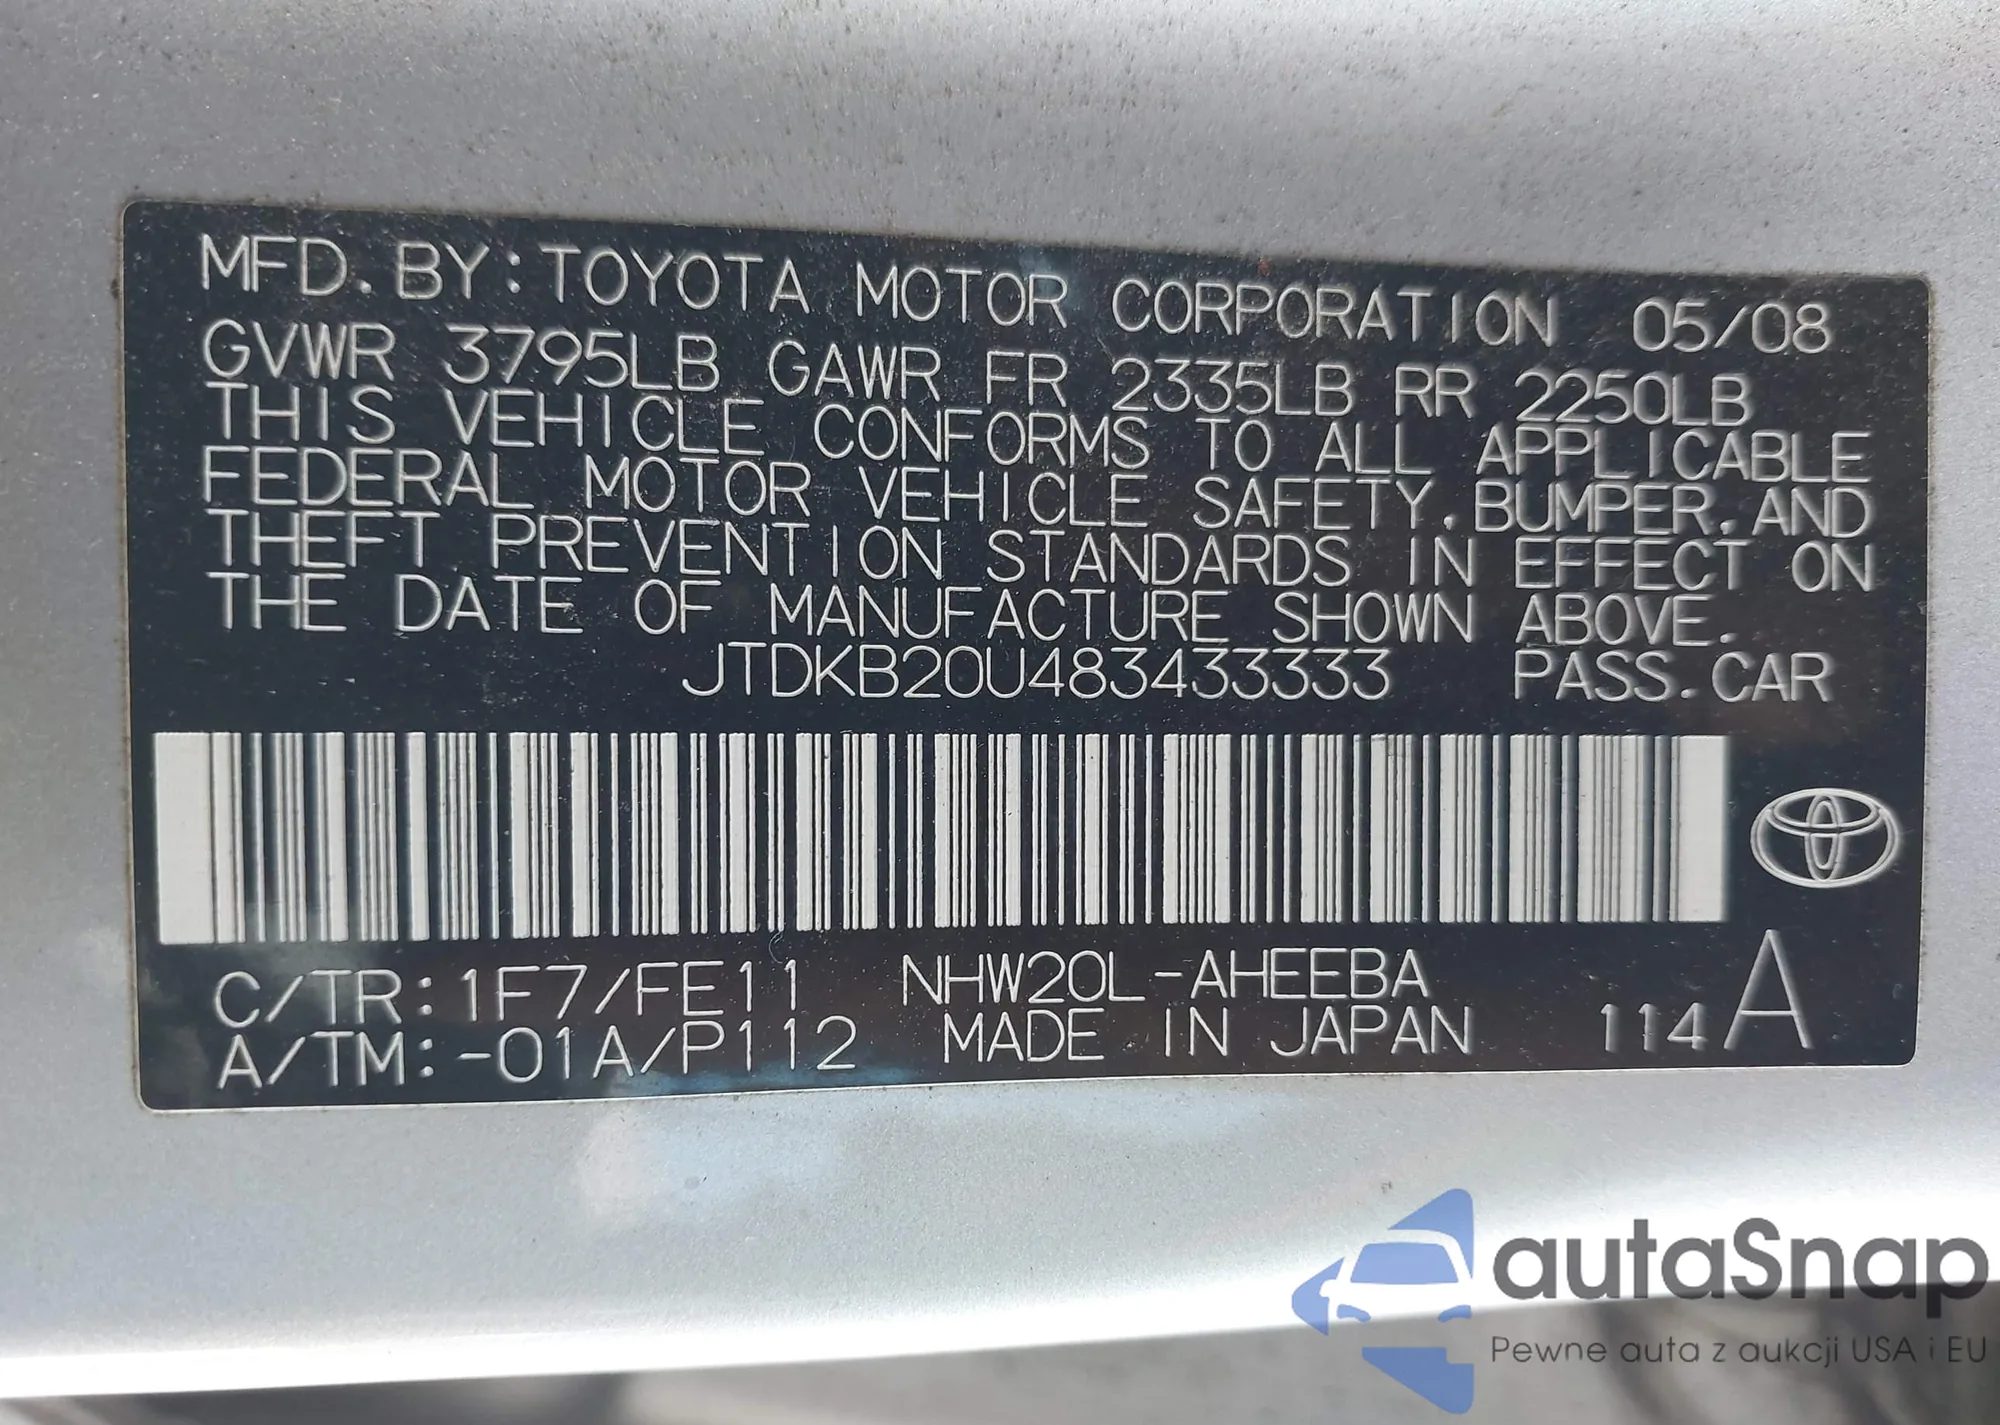 MFD. BY: TOYOTA MOTOR CORPORATION 05/08
GVWR 3795LB GAWR FR 2335LB RR 2250LB
THIS VEHICLE CONFORMS TO ALL APPLICABLE
FEDERAL MOTOR VEHICLE SAFETY, BUMPER, AND
THEFT PREVENTION STANDARDS IN EFFECT ON
THE DATE OF MANUFACTURE SHOWN ABOVE.
JTDKB20U483433333 PASS. CAR
C/TR: 1F7/FE11 NHW20L-AHEEBA
A/TM: -01A/P112 MADE IN JAPAN 114 A
autaSnap
Pewne auta z aukcji USA i EU